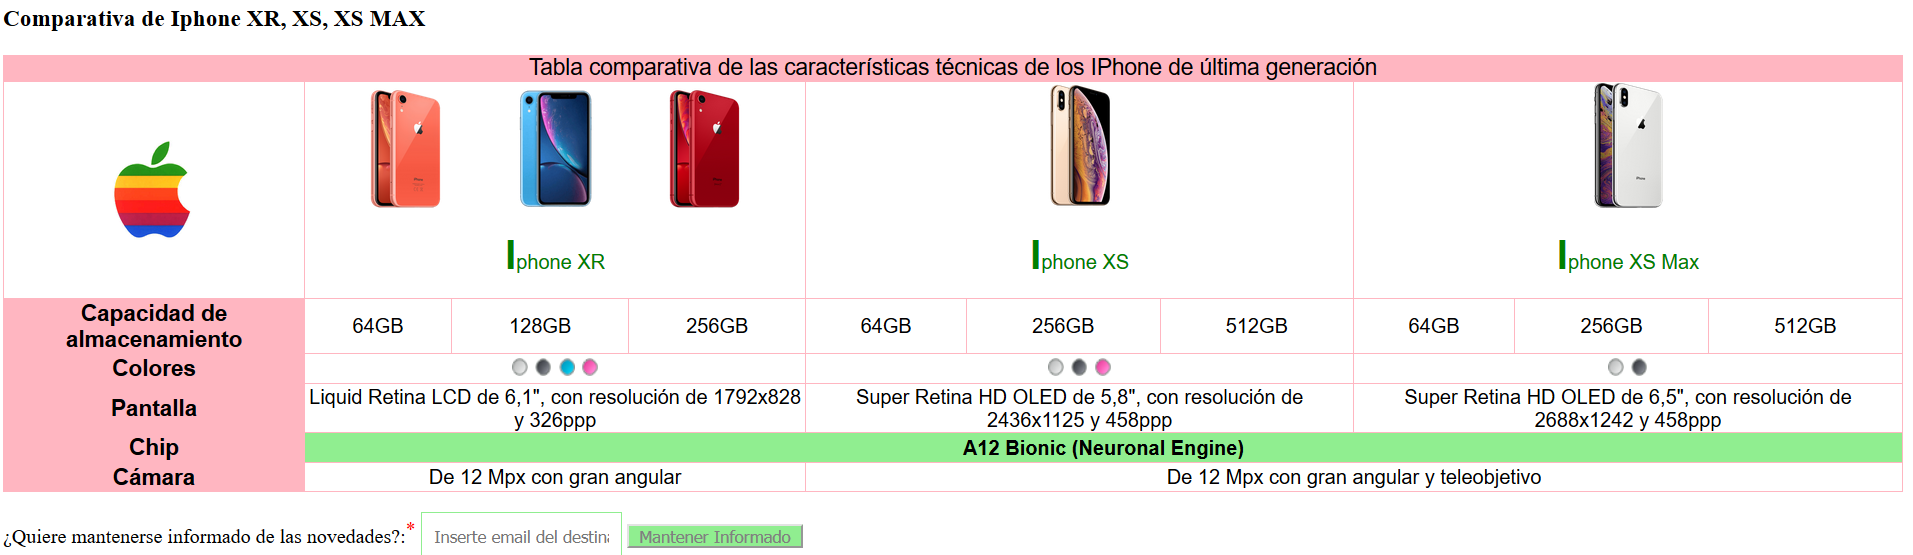 Comparativa de Iphone XR, XS, XS MAX
Tabla comparativa de las características técnicas de los IPhone de última generación
Iphone XR
Iphone XS
Iphone XS Max
Capacidad de
almacenamiento
64GB
128GB
256GB
64GB
256GB
512GB
64GB
256GB
512GB
Colores
Pantalla
Liquid Retina LCD de 6,1", con resolución de 1792x828
y 326ppp
Super Retina HD OLED de 5,8", con resolución de
2436x1125 y 458ppp
Super Retina HD OLED de 6,5", con resolución de
2688x1242 y 458ppp
Chip
A12 Bionic (Neuronal Engine)
Cámara
De 12 Mpx con gran angular
De 12 Mpx con gran angular y teleobjetivo
¿Quiere mantenerse informado de las novedades?:*
Inserte email del destina
Mantener Informado